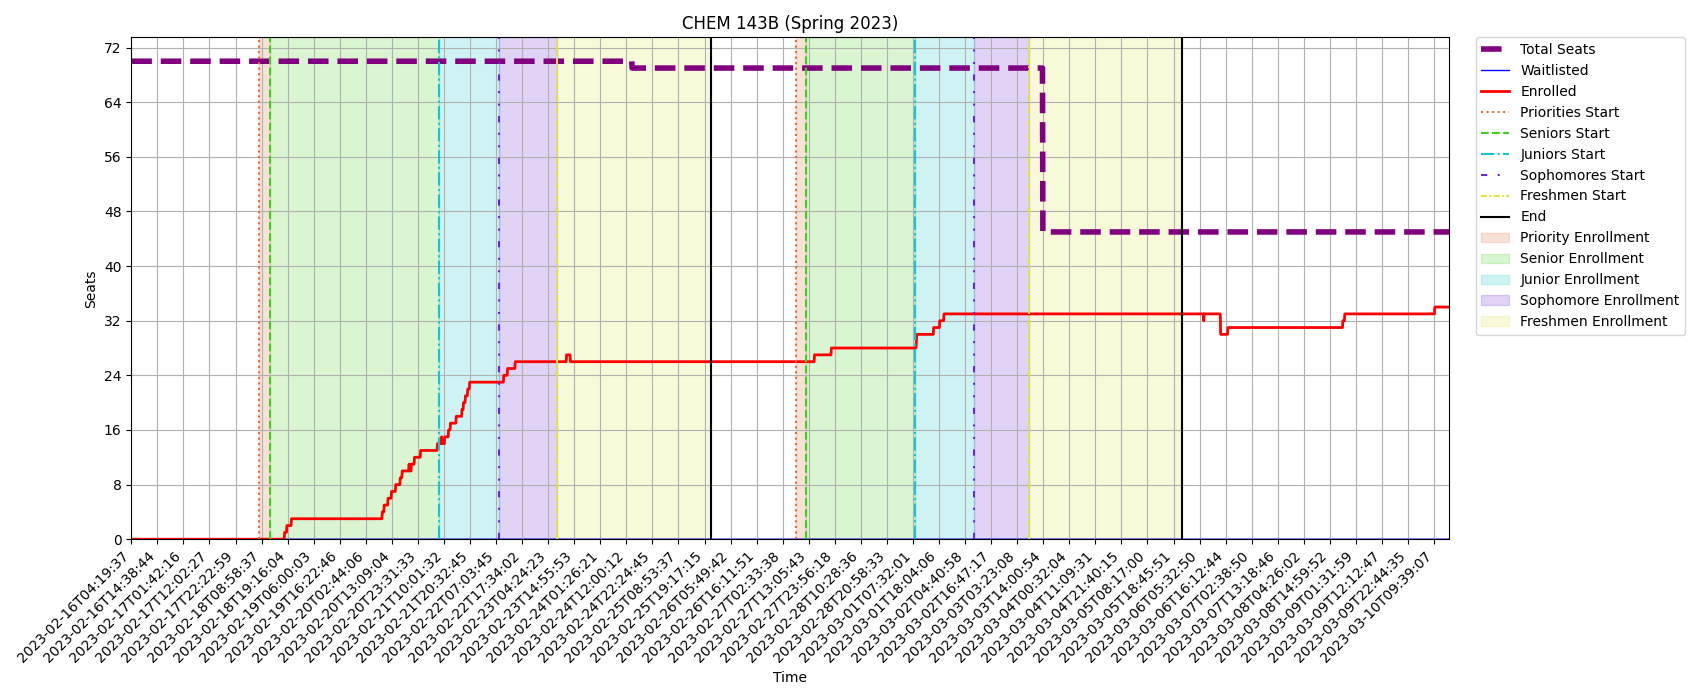 CHEM 143B (Spring 2023)
72
64
56
48
40
32
24
16
8
0
Seats
2023-02-16T04:19:37
2023-02-16T14:38:44
2023-02-17T01:42:16
2023-02-17T12:02:27
2023-02-17T22:22:59
2023-02-18T08:58:37
2023-02-18T19:16:04
2023-02-19T06:00:03
2023-02-19T16:22:46
2023-02-20T02:44:06
2023-02-20T13:09:04
2023-02-20T23:31:33
2023-02-21T10:01:32
2023-02-21T20:32:45
2023-02-22T07:03:45
2023-02-22T17:34:02
2023-02-23T04:24:23
2023-02-23T14:55:53
2023-02-24T01:26:21
2023-02-24T12:00:12
2023-02-24T22:24:45
2023-02-25T08:53:37
2023-02-25T19:17:15
2023-02-26T05:49:42
2023-02-26T16:11:51
2023-02-27T02:33:38
2023-02-27T13:05:43
2023-02-27T23:56:18
2023-02-28T10:28:36
2023-02-28T20:58:33
2023-03-01T07:32:01
2023-03-01T18:04:06
2023-03-02T04:40:58
2023-03-02T16:47:17
2023-03-03T03:23:08
2023-03-03T14:00:54
2023-03-04T00:32:04
2023-03-04T11:09:31
2023-03-04T21:40:15
2023-03-05T08:17:00
2023-03-05T18:45:51
2023-03-06T05:32:50
2023-03-06T16:12:44
2023-03-07T02:38:50
2023-03-07T13:18:46
2023-03-08T04:26:02
2023-03-08T14:59:52
2023-03-09T01:31:59
2023-03-09T12:12:47
2023-03-09T22:44:35
2023-03-10T09:39:07
Time
Total Seats
Waitlisted
Enrolled
Priorities Start
Seniors Start
Juniors Start
Sophomores Start
Freshmen Start
End
Priority Enrollment
Senior Enrollment
Junior Enrollment
Sophomore Enrollment
Freshmen Enrollment